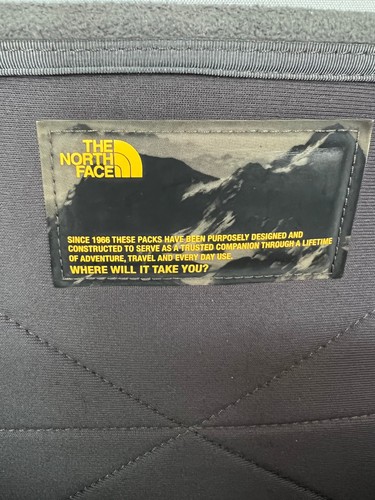 THE
NORTH
FACE
SINCE 1966 THESE PACKS HAVE BEEN PURPOSELY DESIGNED AND
CONSTRUCTED TO SERVE AS A TRUSTED COMPANION THROUGH A LIFETIME
OF ADVENTURE, TRAVEL AND EVERY DAY USE.
WHERE WILL IT TAKE YOU?